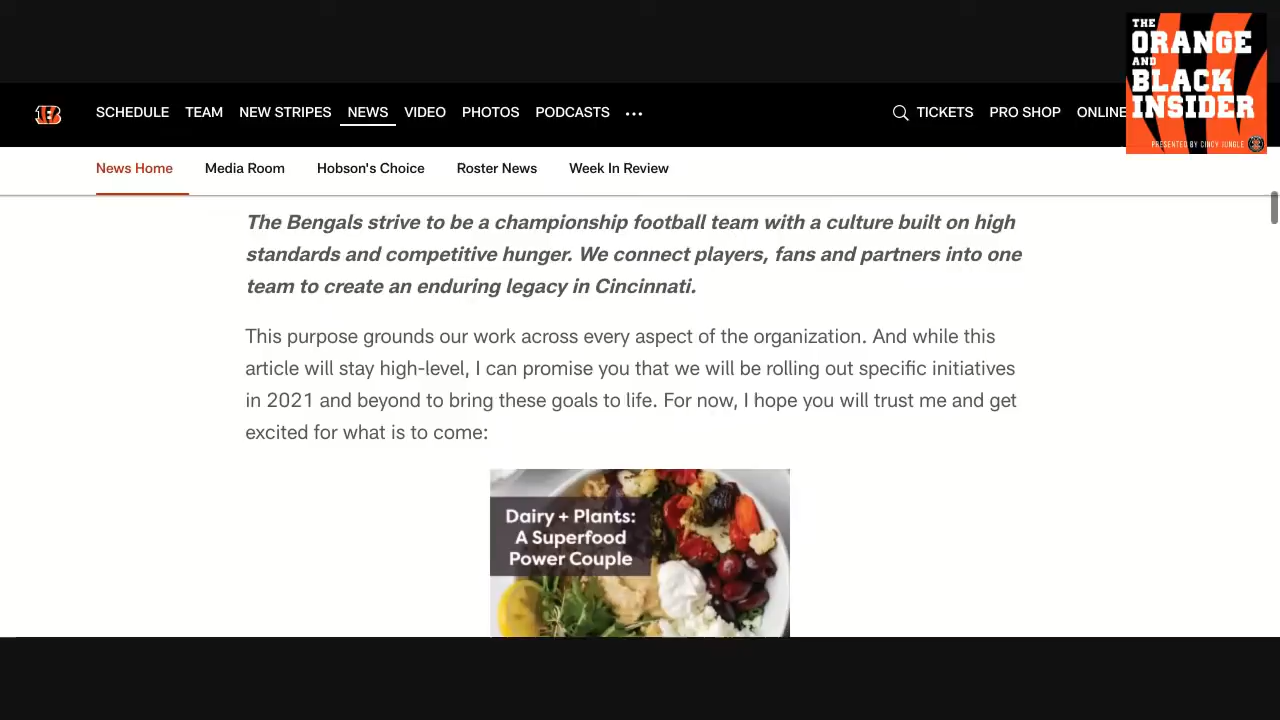 THE
ORANGE
AND
BLACK
INSIDER
PRESENTED BY CINCY JUNGLE
SCHEDULE TEAM NEW STRIPES NEWS VIDEO PHOTOS PODCASTS ... TICKETS PRO SHOP ONLINE
News Home Media Room Hobson's Choice Roster News Week In Review
The Bengals strive to be a championship football team with a culture built on high
standards and competitive hunger. We connect players, fans and partners into one
team to create an enduring legacy in Cincinnati.
This purpose grounds our work across every aspect of the organization. And while this
article will stay high-level, I can promise you that we will be rolling out specific initiatives
in 2021 and beyond to bring these goals to life. For now, I hope you will trust me and get
excited for what is to come:
Dairy + Plants:
A Superfood
Power Couple